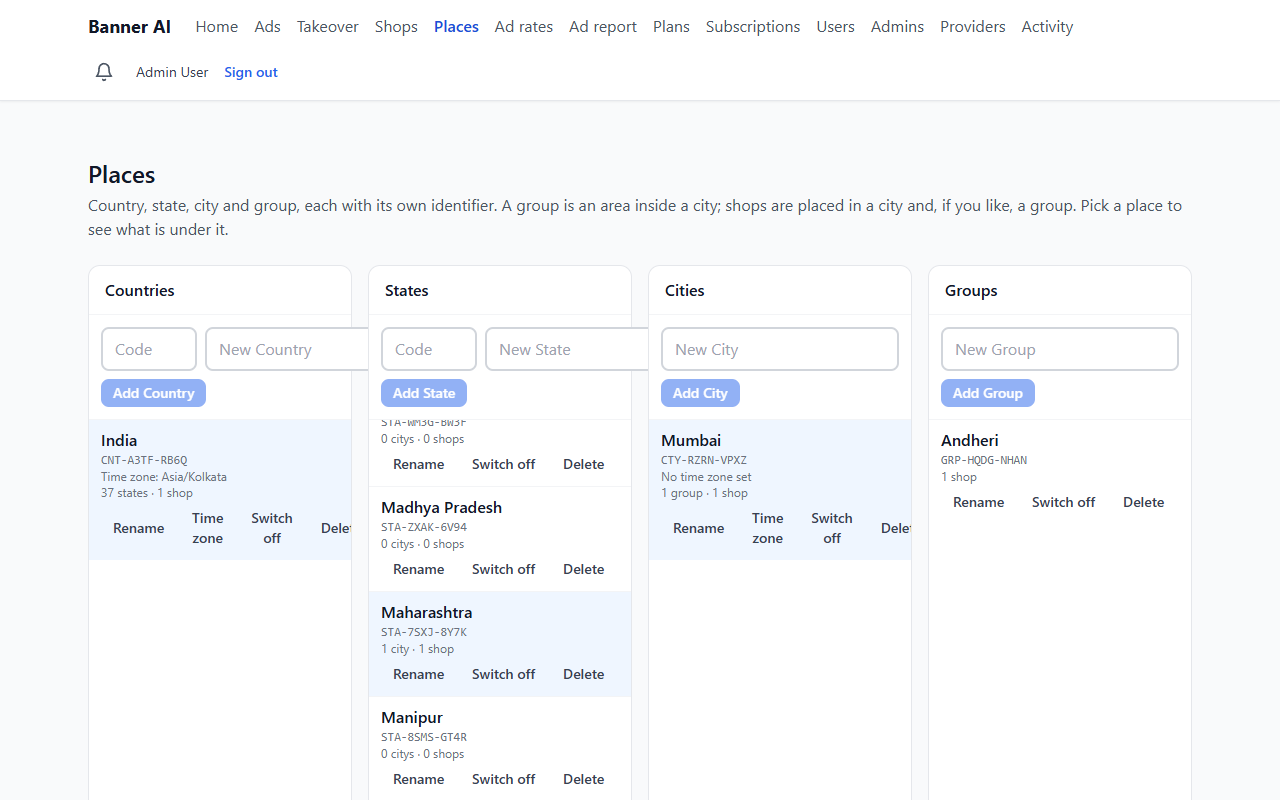 Banner AI Home Ads Takeover Shops Places Ad rates Ad report Plans Subscriptions Users Admins Providers Activity
Admin User Sign out
Places
Country, state, city and group, each with its own identifier. A group is an area inside a city; shops are placed in a city and, if you like, a group. Pick a place to
see what is under it.
Countries
Code New Country
Add Country
India
CNT-A3TF-RB6Q
Time zone: Asia/Kolkata
37 states · 1 shop
Rename Time zone Switch off
States
Code New State
Add State
STA-WM3G-BW3F
0 citys · 0 shops
Rename Switch off Delete
Madhya Pradesh
STA-ZXAK-6V94
0 citys · 0 shops
Rename Switch off Delete
Maharashtra
STA-7SXJ-8Y7K
1 city · 1 shop
Rename Switch off Delete
Manipur
STA-8SMS-GT4R
0 citys · 0 shops
Rename Switch off Delete
Cities
New City
Add City
Mumbai
CTY-RZRN-VPXZ
No time zone set
1 group · 1 shop
Rename Time zone Switch off
Groups
New Group
Add Group
Andheri
GRP-HQDG-NHAN
1 shop
Rename Switch off Delete